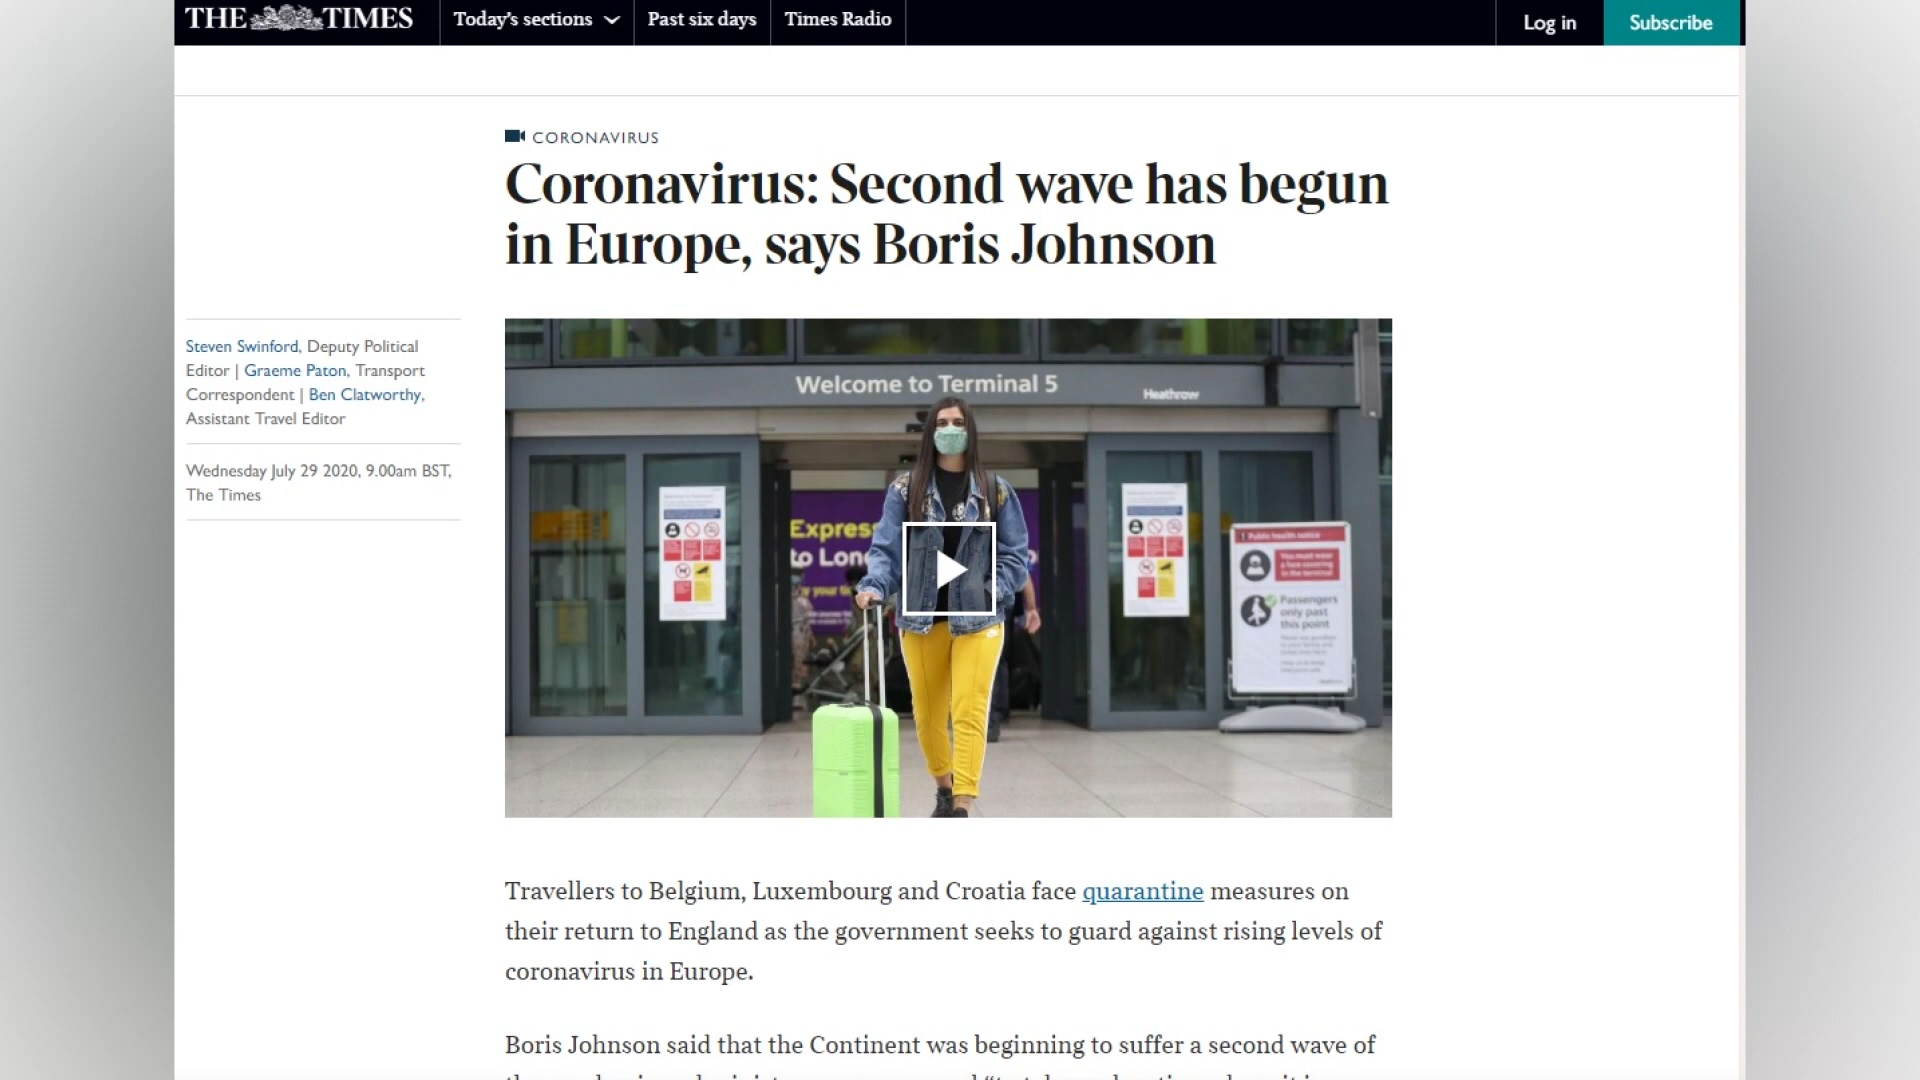 THE TIMES
Today's sections
Past six days
Times Radio
Log in
Subscribe
CORONAVIRUS
Coronavirus: Second wave has begun
in Europe, says Boris Johnson
Steven Swinford, Deputy Political
Editor | Graeme Paton, Transport
Correspondent | Ben Clatworthy,
Assistant Travel Editor
Wednesday July 29 2020, 9.00am BST,
The Times
Welcome to Terminal 5
Heathrow
Express
to Lon
Public health notice
You must wear
a face covering
in the terminal
Passengers
only past
this point
Travellers to Belgium, Luxembourg and Croatia face quarantine measures on
their return to England as the government seeks to guard against rising levels of
coronavirus in Europe.
Boris Johnson said that the Continent was beginning to suffer a second wave of